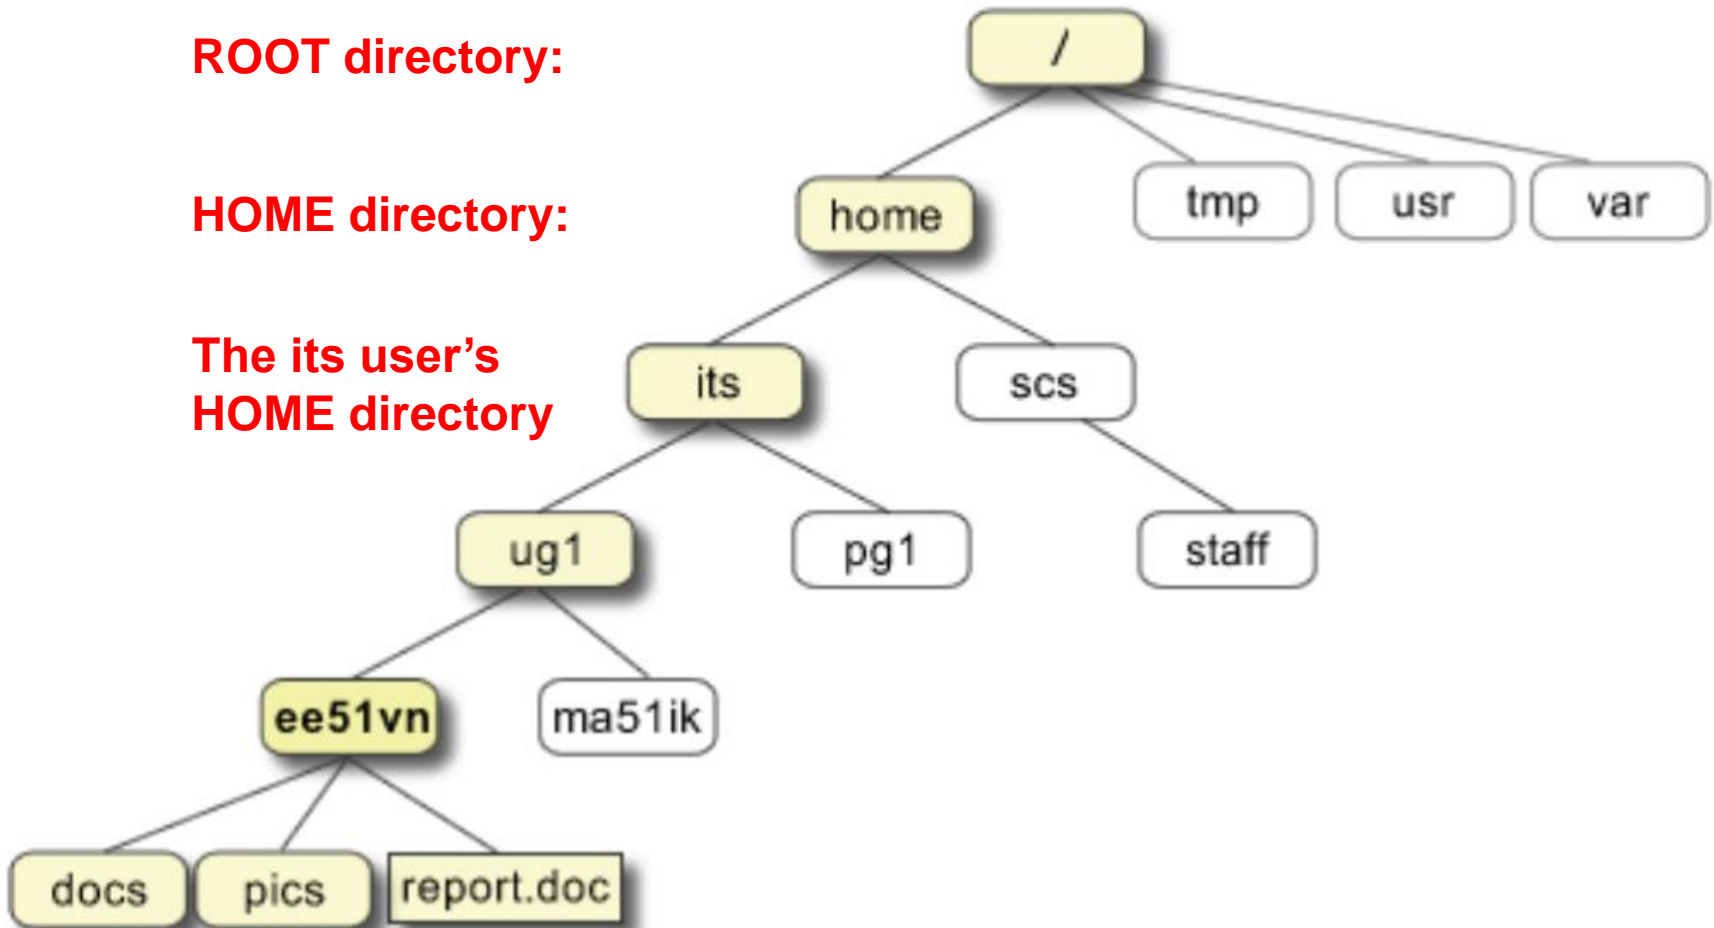 ROOT directory:
/
HOME directory:
home
tmp
usr
var
The its user’s
HOME directory
its
scs
ug1
pg1
staff
ee51vn
ma51ik
docs
pics
report.doc